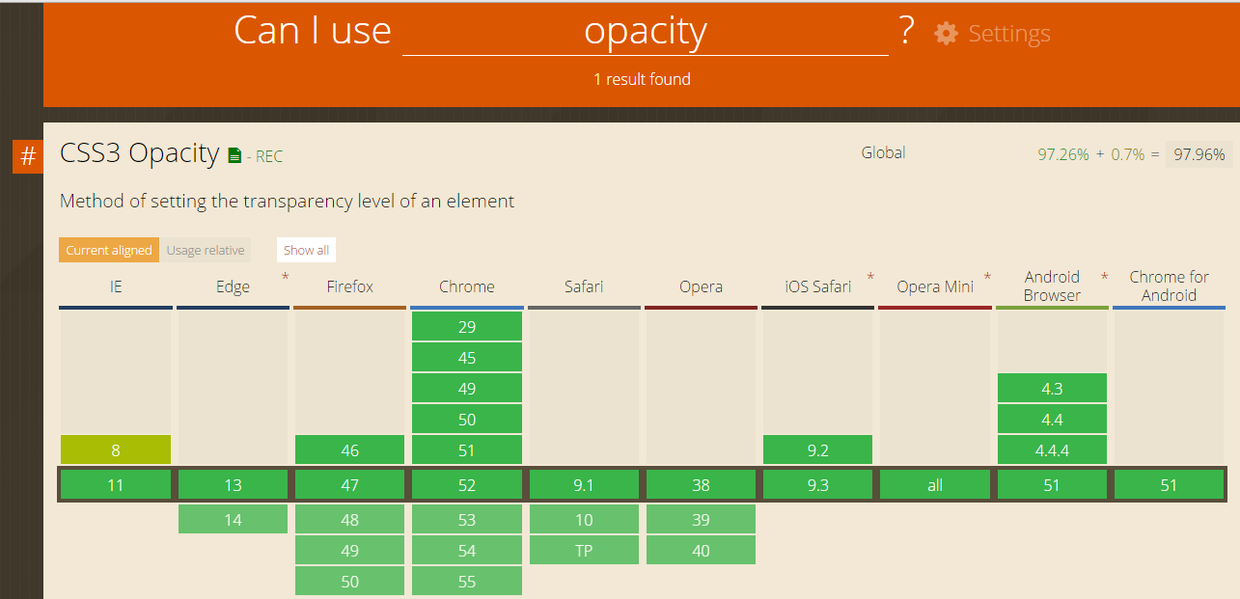 Can I use opacity ? Settings
1 result found
#
CSS3 Opacity - REC
Global
97.26% + 0.7% = 97.96%
Method of setting the transparency level of an element
Current aligned Usage relative Show all
IE Edge * Firefox Chrome Safari Opera iOS Safari * Opera Mini * Android Browser * Chrome for Android
29
45
49 4.3
50 4.4
8 46 51 9.2 4.4.4
11 13 47 52 9.1 38 9.3 all 51 51
14 48 53 10 39
49 54 TP 40
50 55